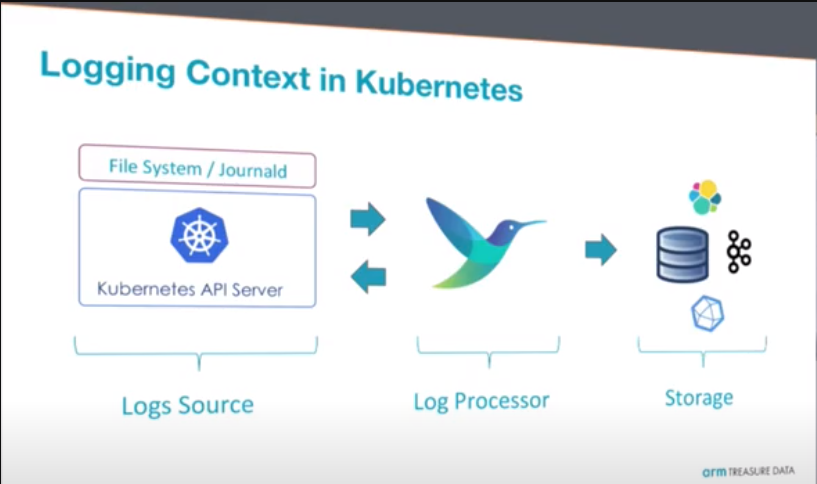 Logging Context in Kubernetes
File System / Journald
Kubernetes API Server
Logs Source
Log Processor
Storage
arm TREASURE DATA